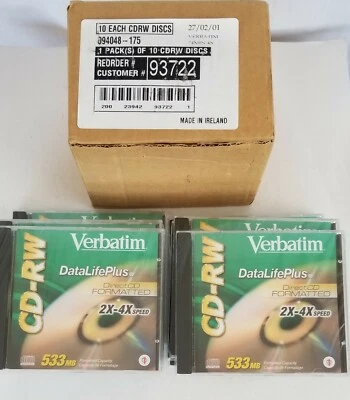 10 EACH CDRW DISCS
094048-175
1 PACK(S) OF 10 CDRW DISCS
REORDER #
CUSTOMER # 93722
27/02/01
200 23942 93722 1
MADE IN IRELAND
CD-RW
Verbatim
DataLifePlus
DirectCD
FORMATTED
2X-4X SPEED
533 MB
CD-RW
Verbatim
DataLifePlus
DirectCD
FORMATTED
2X-4X SPEED
533 MB